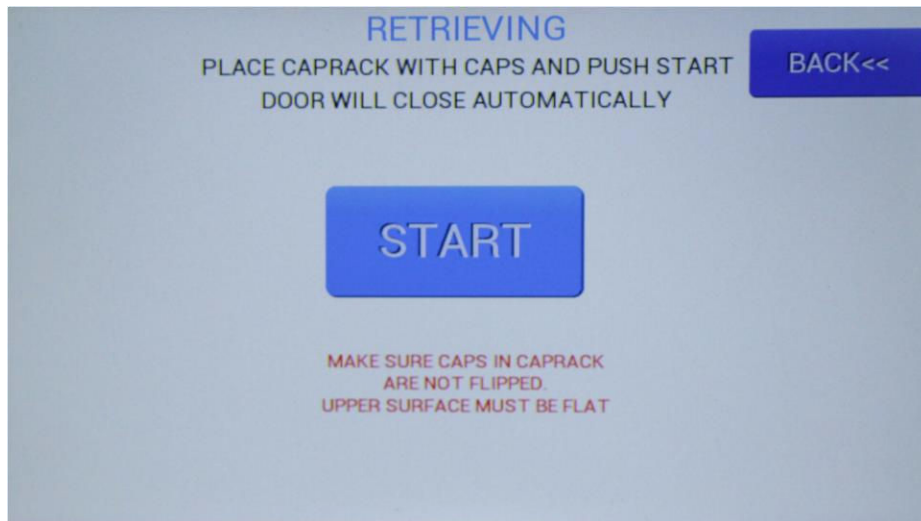 RETRIEVING
PLACE CAPRACK WITH CAPS AND PUSH START
DOOR WILL CLOSE AUTOMATICALLY
BACK<<
START
MAKE SURE CAPS IN CAPRACK
ARE NOT FLIPPED.
UPPER SURFACE MUST BE FLAT